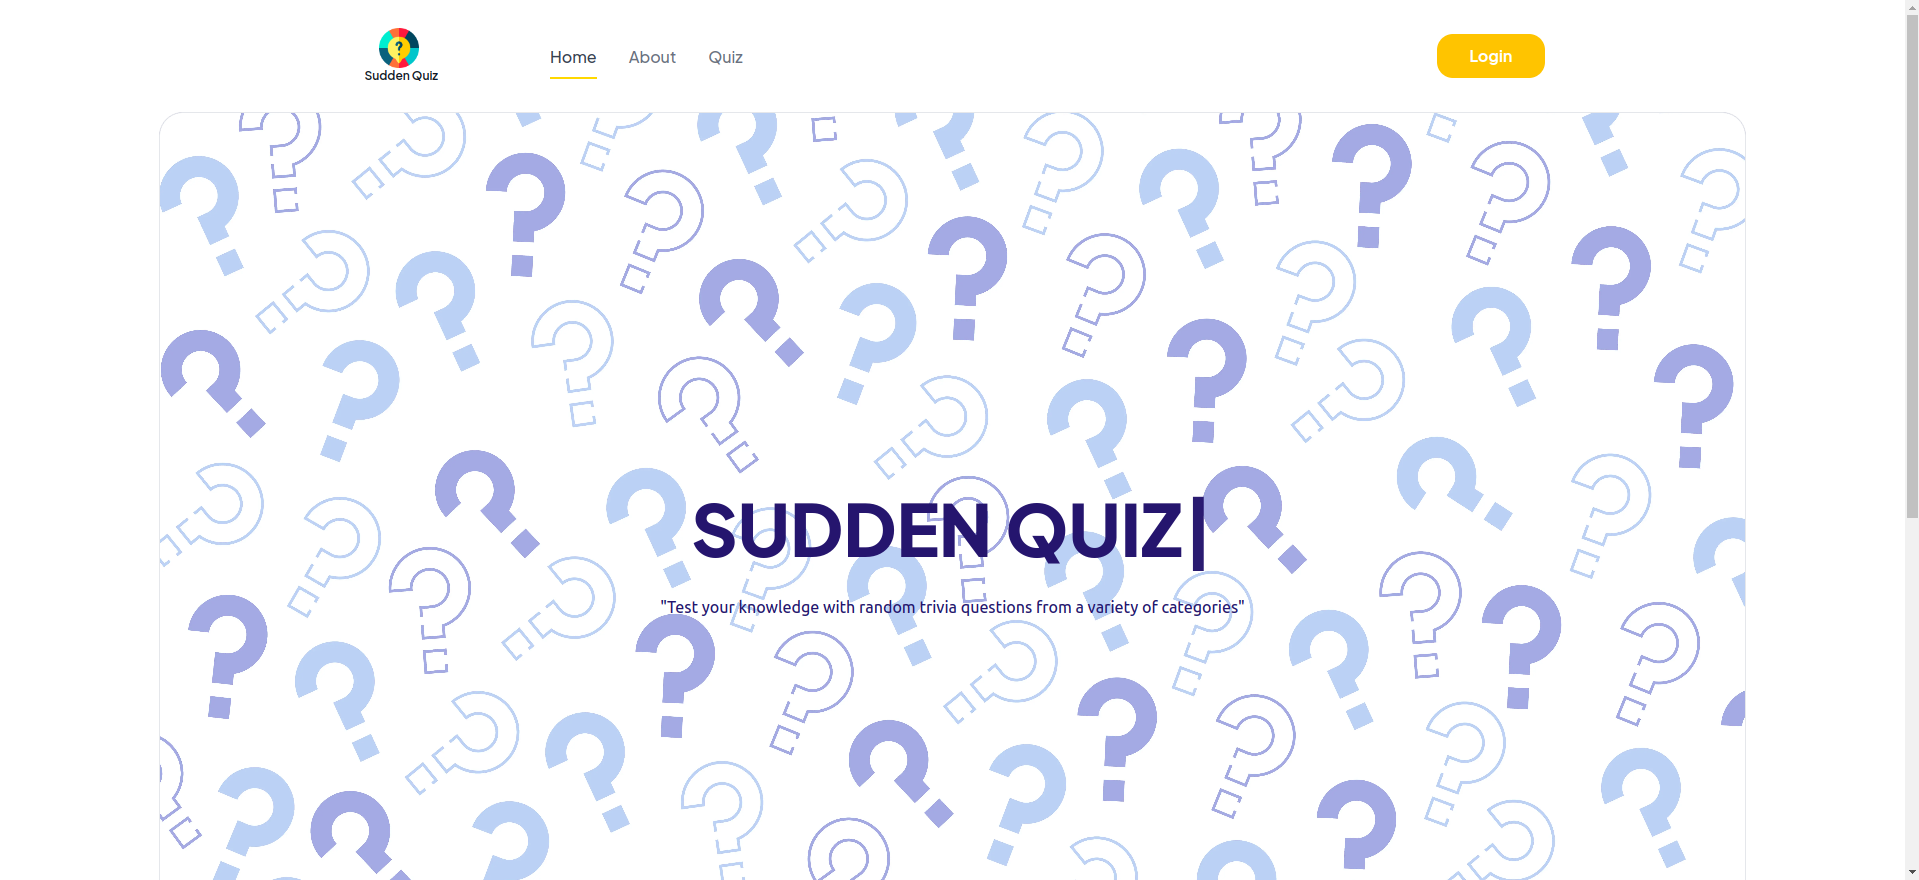 Sudden Quiz
Home About Quiz
Login
SUDDEN QUIZ|
"Test your knowledge with random trivia questions from a variety of categories"